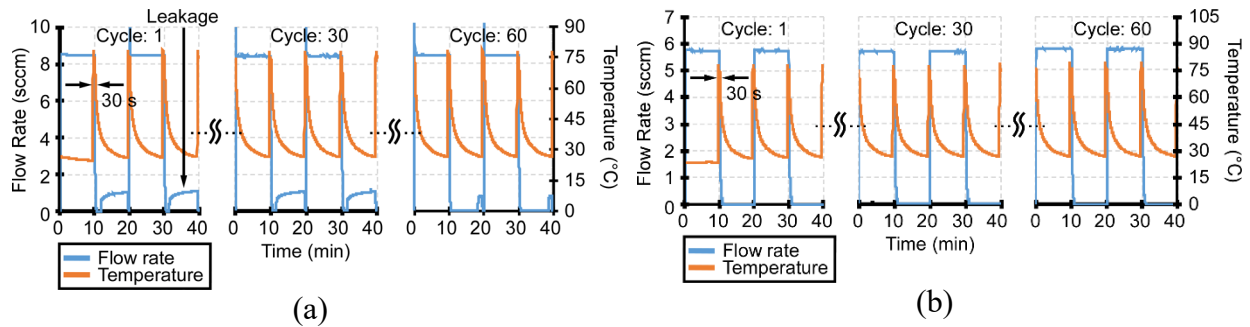 Leakage
Cycle: 1
Cycle: 30
Cycle: 60
30 s
Flow Rate (sccm)
10
8
6
4
2
0
Temperature (°C)
90
75
60
45
30
15
0
0 10 20 30 40
0 10 20 30 40
0 10 20 30 40
Time (min)
Flow rate
Temperature
(a)
Cycle: 1
Cycle: 30
Cycle: 60
30 s
Flow Rate (sccm)
7
6
5
4
3
2
1
0
Temperature (°C)
105
90
75
60
45
30
15
0
0 10 20 30 40
0 10 20 30 40
0 10 20 30 40
Time (min)
Flow rate
Temperature
(b)